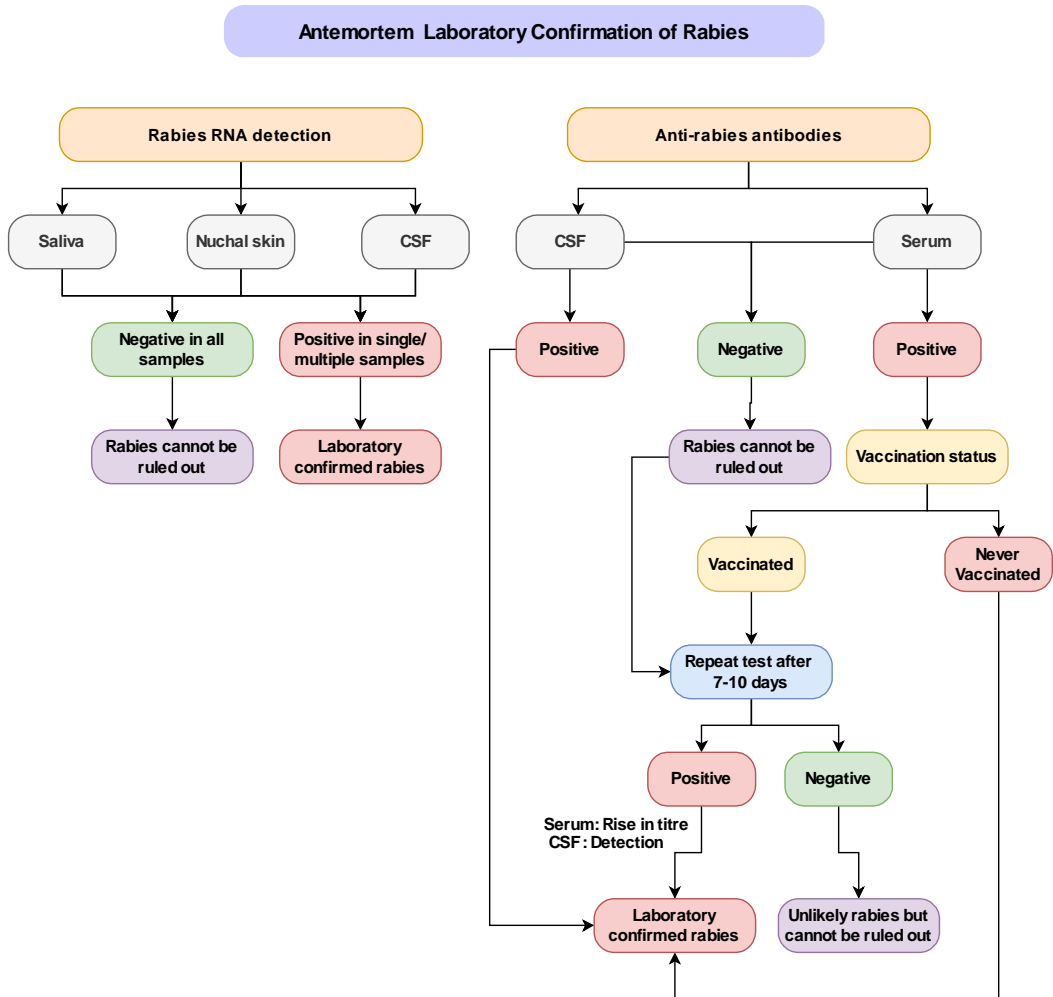 Antemortem Laboratory Confirmation of Rabies
Rabies RNA detection
Anti-rabies antibodies
Saliva
Nuchal skin
CSF
CSF
Serum
Negative in all
samples
Positive in single/
multiple samples
Positive
Negative
Positive
Rabies cannot be
ruled out
Laboratory
confirmed rabies
Rabies cannot be
ruled out
Vaccination status
Vaccinated
Never
Vaccinated
Repeat test after
7-10 days
Positive
Negative
Serum: Rise in titre
CSF: Detection
Laboratory
confirmed rabies
Unlikely rabies but
cannot be ruled out